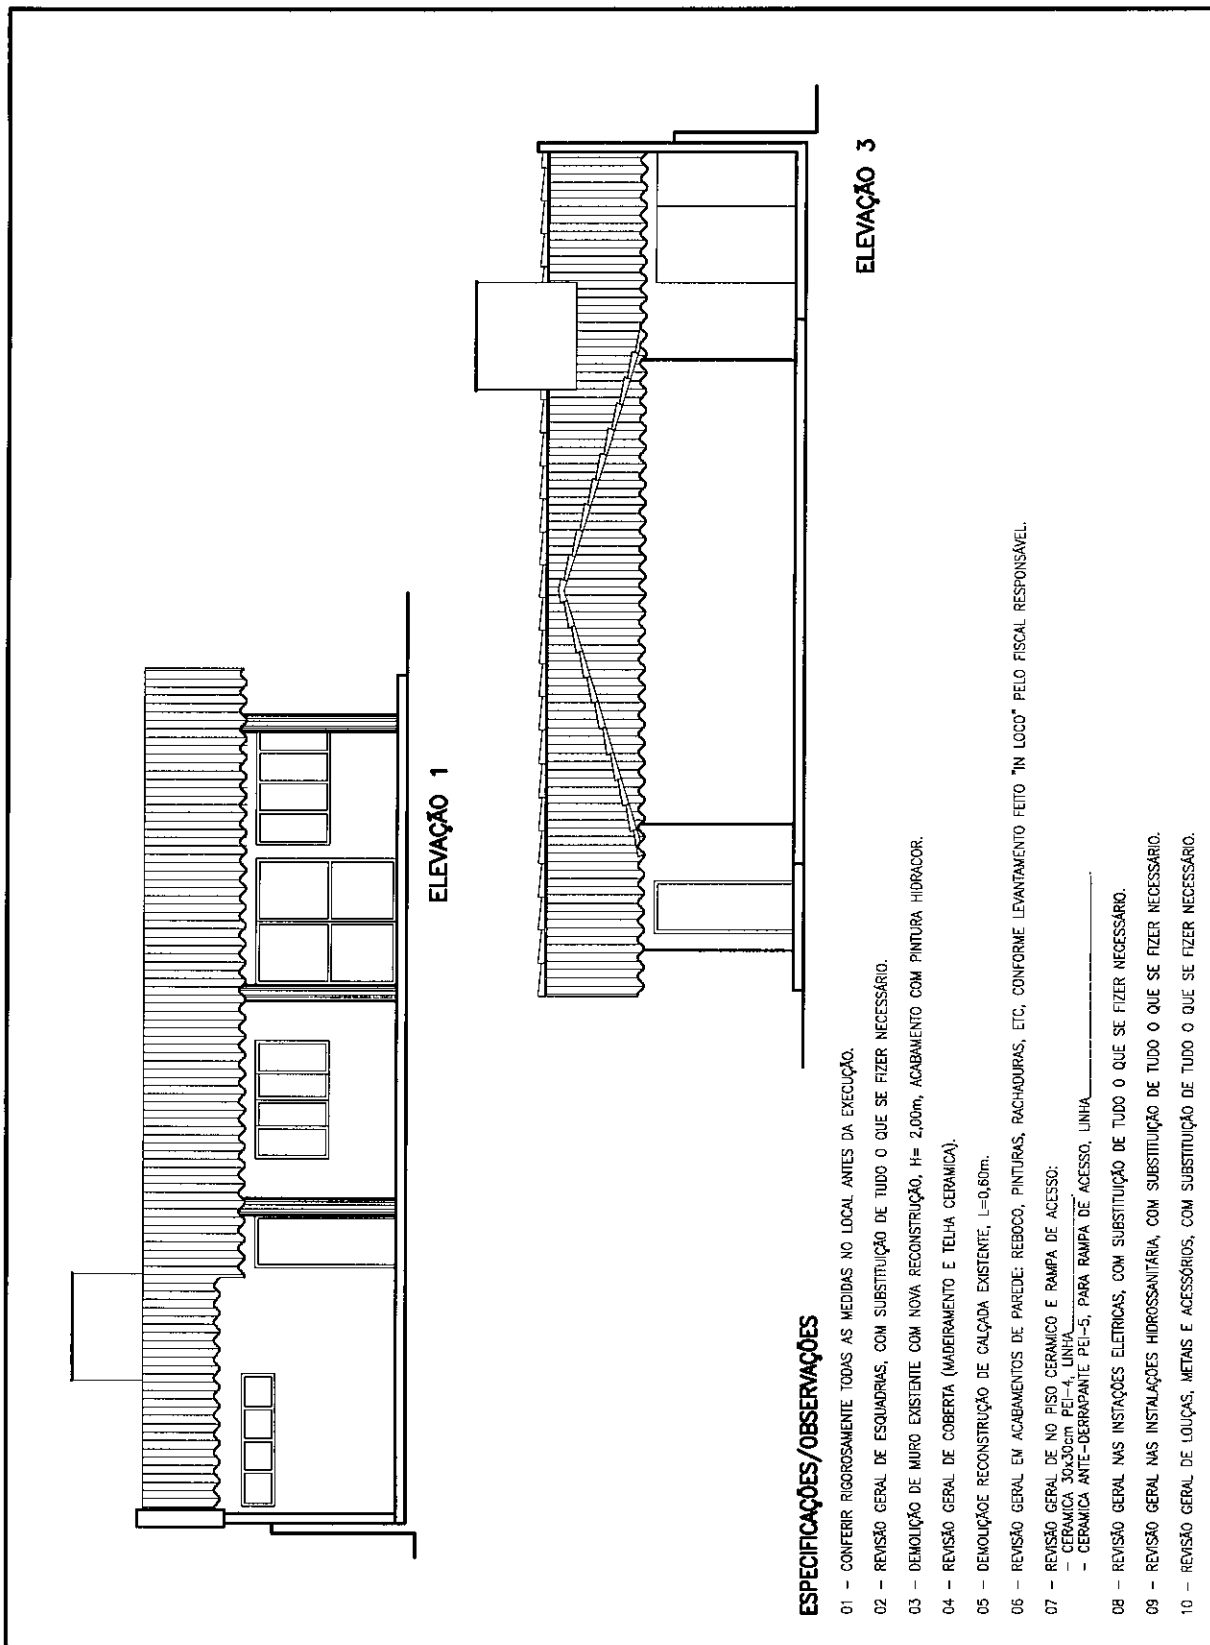 ELEVAÇÃO 1
ELEVAÇÃO 3
ESPECIFICAÇÕES/OBSERVAÇÕES
01 - CONFERIR RIGOROSAMENTE TODAS AS MEDIDAS NO LOCAL ANTES DA EXECUÇÃO.
02 - REVISÃO GERAL DE ESQUADRIAS, COM SUBSTITUIÇÃO DE TUDO O QUE SE FIZER NECESSÁRIO.
03 - DEMOLIÇÃO DE MURO EXISTENTE COM NOVA RECONSTRUÇÃO, H= 2,00m, ACABAMENTO COM PINTURA HIDRACOR.
04 - REVISÃO GERAL DE COBERTA (MADEIRAMENTO E TELHA CERAMICA).
05 - DEMOLIÇÃOE RECONSTRUÇÃO DE CALÇADA EXISTENTE, L=0,60m.
06 - REVISÃO GERAL EM ACABAMENTOS DE PAREDE: REBOCO, PINTURAS, RACHADURAS, ETC, CONFORME LEVANTAMENTO FEITO "IN LOCO" PELO FISCAL RESPONSÁVEL.
07 - REVISÃO GERAL DE NO PISO CERAMICO E RAMPA DE ACESSO:
- CERAMICA 30x30cm PEI-4, LINHA____________
- CERAMICA ANTE-DERRAPANTE PEI-5, PARA RAMPA DE ACESSO, LINHA____________
08 - REVISÃO GERAL NAS INSTAÇÕES ELETRICAS, COM SUBSTITUIÇÃO DE TUDO O QUE SE FIZER NECESSÁRIO.
09 - REVISÃO GERAL NAS INSTALAÇÕES HIDROSSANITÁRIA, COM SUBSTITUIÇÃO DE TUDO O QUE SE FIZER NECESSÁRIO.
10 - REVISÃO GERAL DE LOUÇAS, METAIS E ACESSÓRIOS, COM SUBSTITUIÇÃO DE TUDO O QUE SE FIZER NECESSÁRIO.